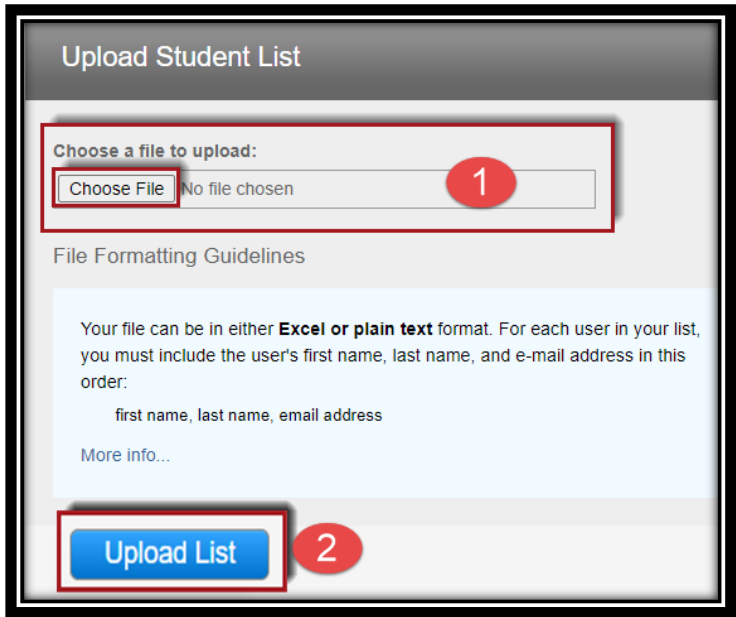 Upload Student List
Choose a file to upload:
Choose File No file chosen
1
File Formatting Guidelines
Your file can be in either Excel or plain text format. For each user in your list,
you must include the user's first name, last name, and e-mail address in this
order:
first name, last name, email address
More info...
Upload List
2